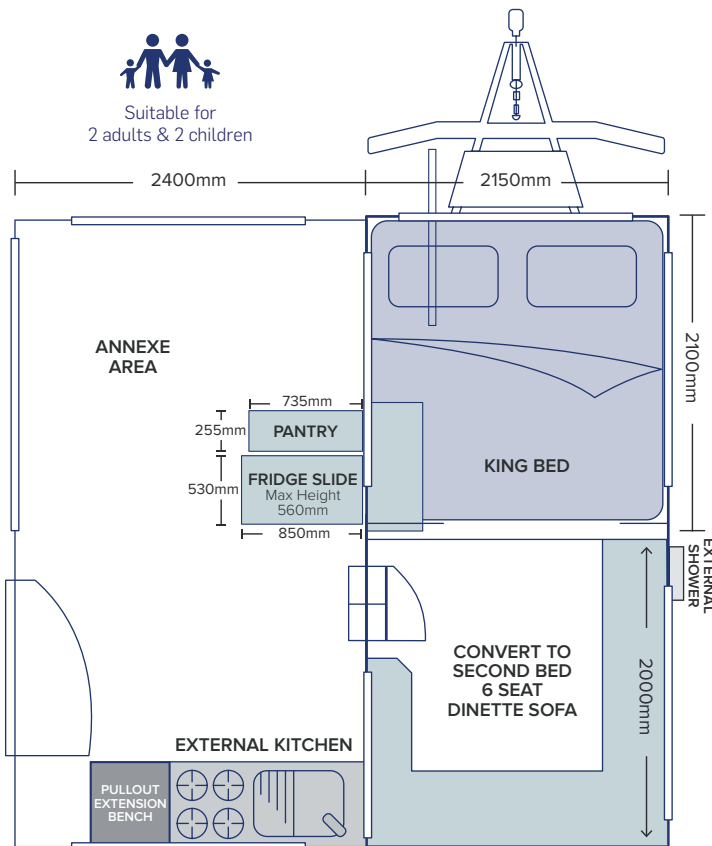 Suitable for
2 adults & 2 children
2400mm
2150mm
ANNEXE
AREA
2100mm
735mm
255mm
PANTRY
530mm
FRIDGE SLIDE
Max Height
560mm
850mm
KING BED
EXTERNAL
SHOWER
CONVERT TO
SECOND BED
6 SEAT
DINETTE SOFA
2000mm
EXTERNAL KITCHEN
PULLOUT
EXTENSION
BENCH